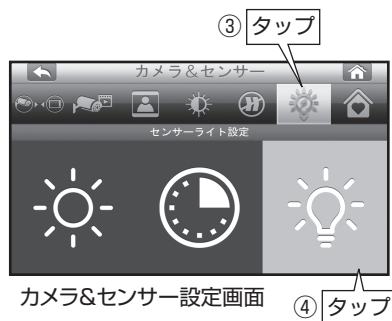 ③ タップ
カメラ&センサー
センサーライト設定
カメラ&センサー設定画面
④ タップ